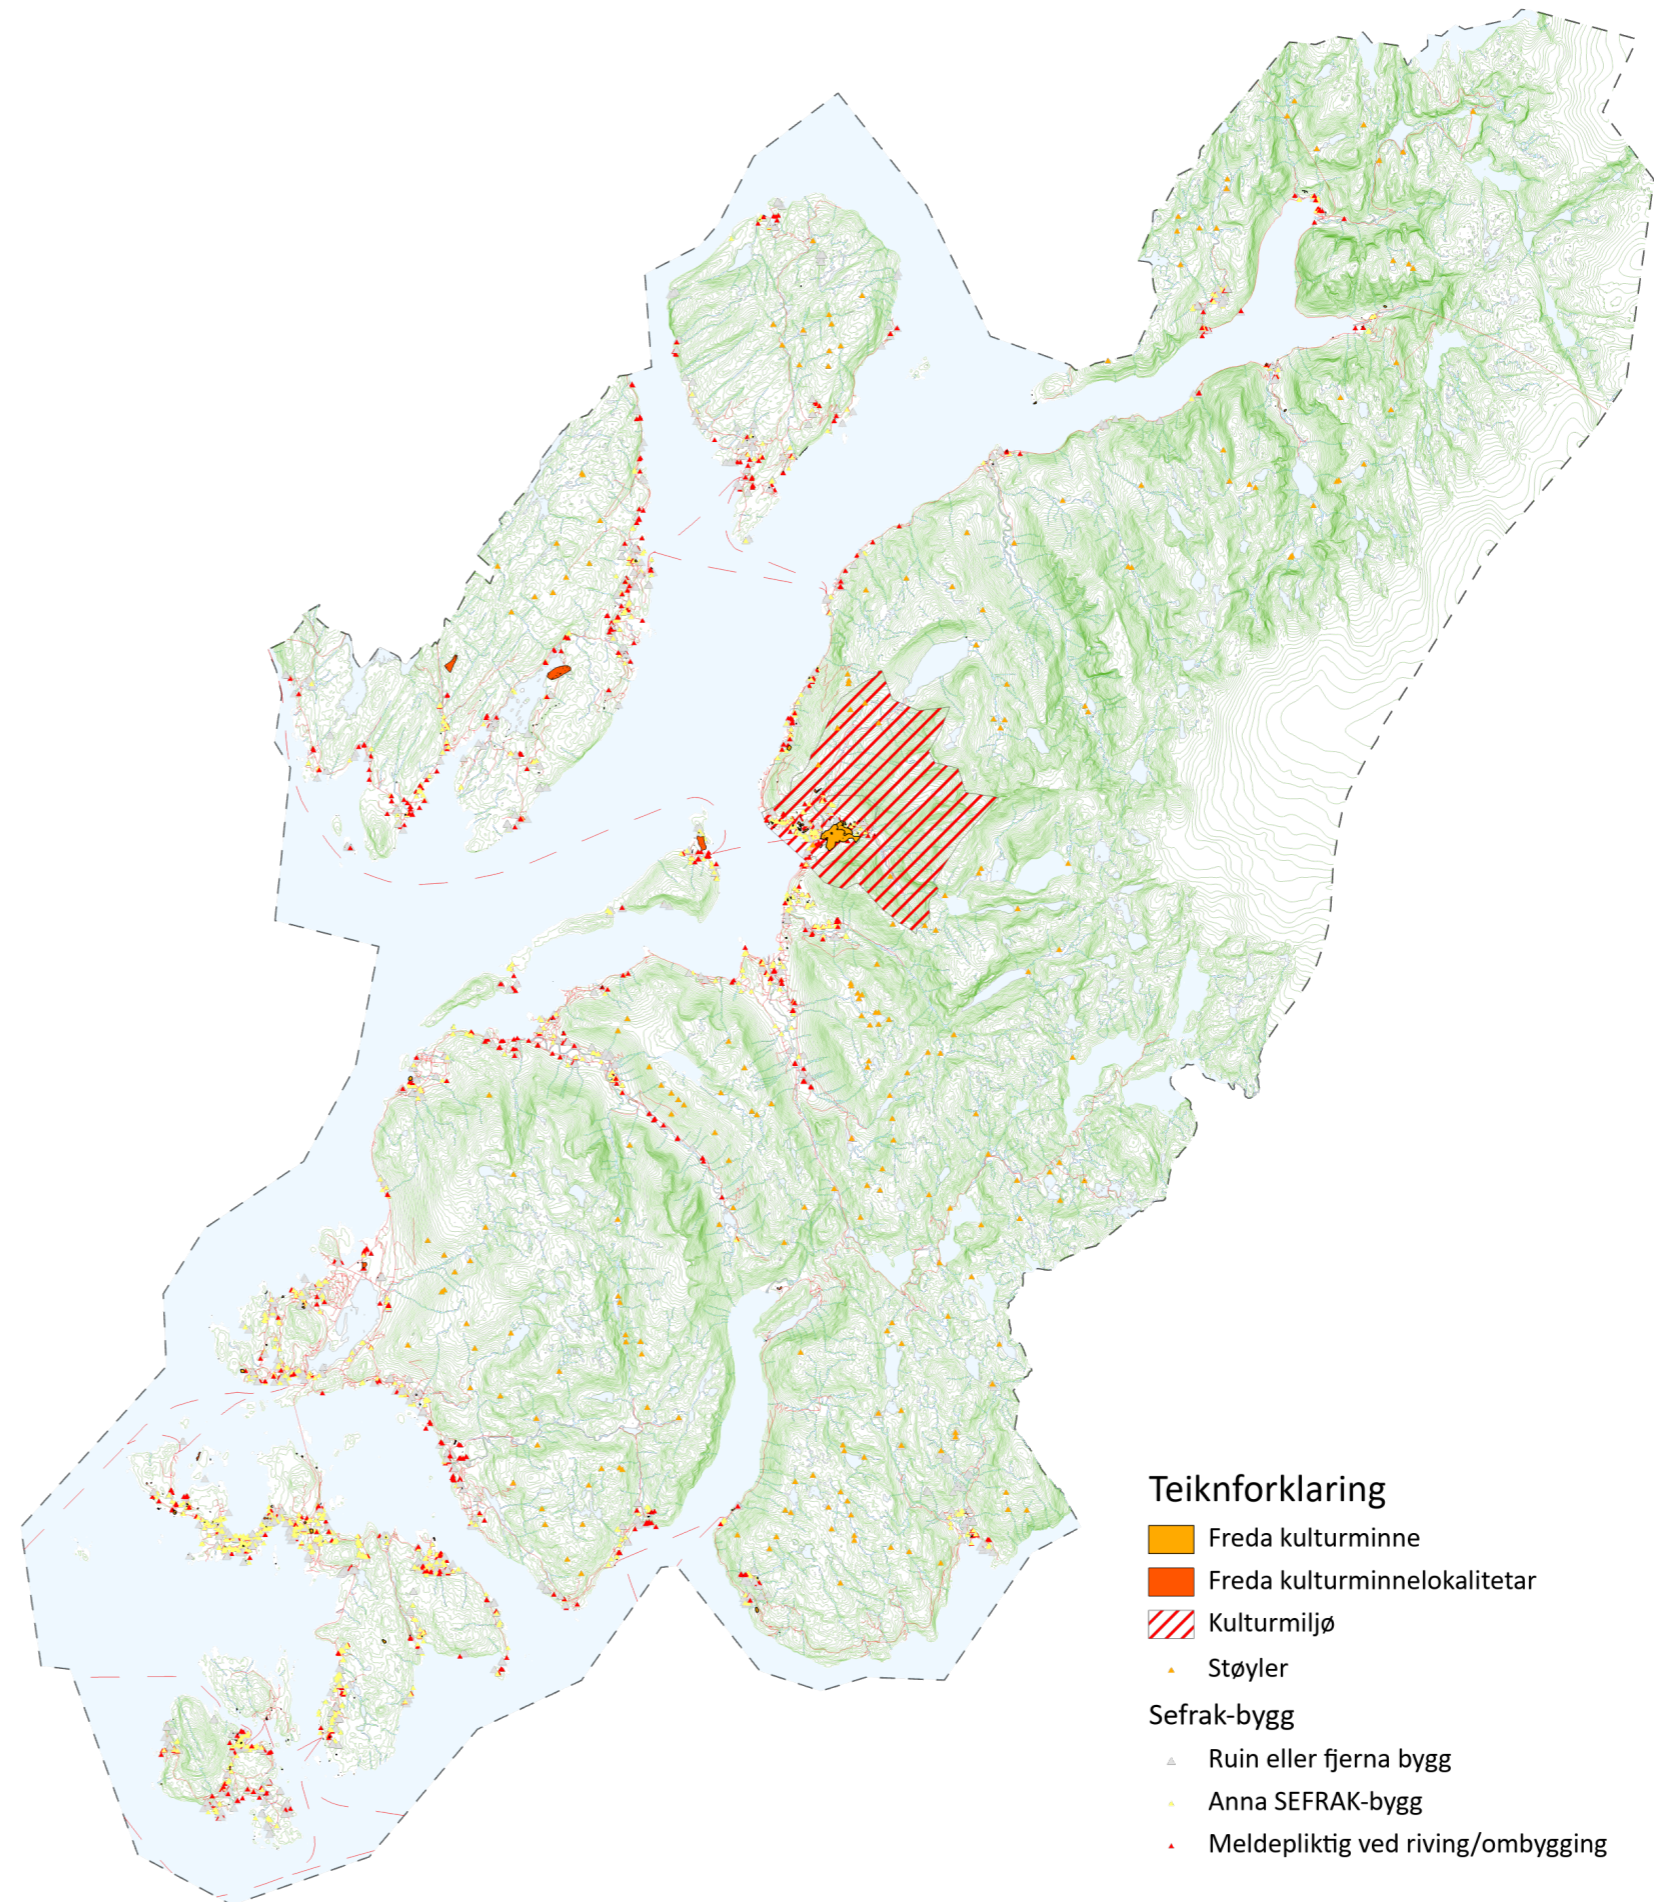 Teiknforklaring
Freda kulturminne
Freda kulturminnelokalitetar
Kulturmiljø
Støyler
Sefrak-bygg
Ruin eller fjerna bygg
Anna SEFRAK-bygg
Meldepliktig ved riving/ombygging